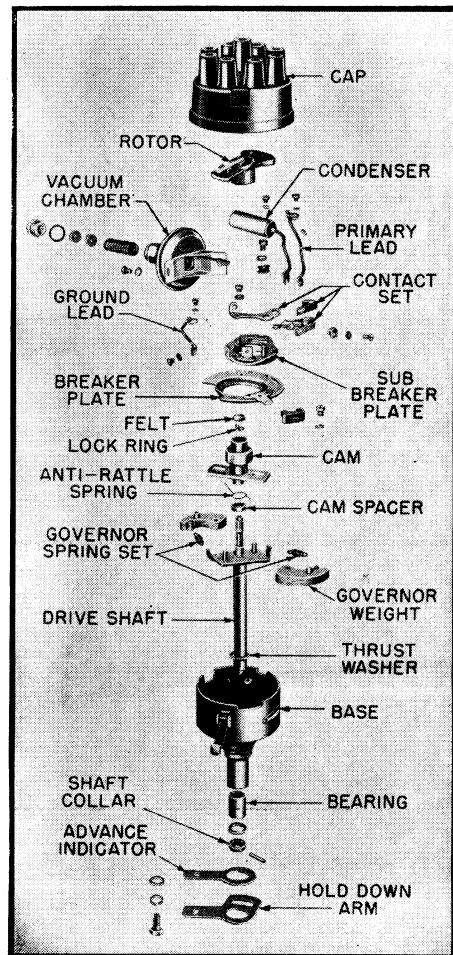 CAP
ROTOR
CONDENSER
VACUUM
CHAMBER
PRIMARY
LEAD
CONTACT
SET
GROUND
LEAD
SUB
BREAKER
PLATE
BREAKER
PLATE
FELT
LOCK RING
CAM
ANTI-RATTLE
SPRING
CAM SPACER
GOVERNOR
SPRING SET
GOVERNOR
WEIGHT
DRIVE SHAFT
THRUST
WASHER
BASE
SHAFT
COLLAR
BEARING
ADVANCE
INDICATOR
HOLD DOWN
ARM